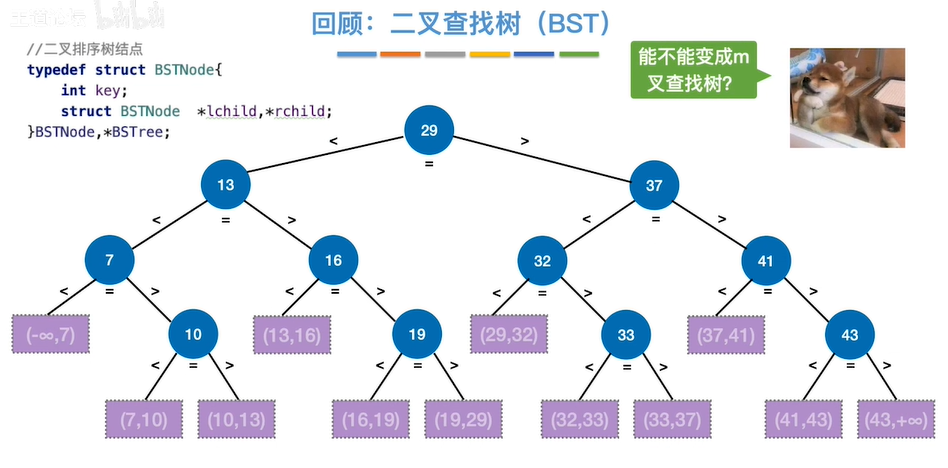 王道论坛 bilibili
回顾：二叉查找树（BST）
//二叉排序树结点
typedef struct BSTNode{
int key;
struct BSTNode *lchild,*rchild;
}BSTNode,*BSTree;
能不能变成m
叉查找树？
29
< = >
13 37
< = > < = >
7 16 32 41
< = > < = > < = > < = >
(-∞,7) 10 (13,16) 19 (29,32) 33 (37,41) 43
< = > < = > < = > < = >
(7,10) (10,13) (16,19) (19,29) (32,33) (33,37) (41,43) (43,+∞)